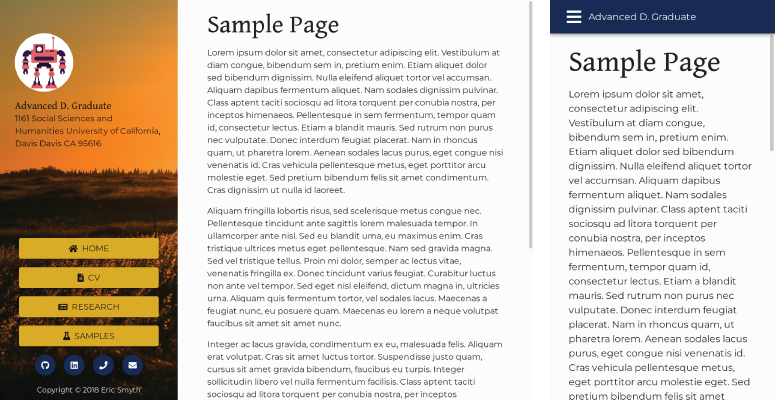 Advanced D. Graduate
1161 Social Sciences and
Humanities University of California,
Davis Davis CA 95616
HOME
CV
RESEARCH
SAMPLES
Copyright © 2018 Eric Smyth
Sample Page
Lorem ipsum dolor sit amet, consectetur adipiscing elit. Vestibulum at
diam congue, bibendum sem in, pretium enim. Etiam aliquet dolor
sed bibendum dignissim. Nulla eleifend aliquet tortor vel accumsan.
Aliquam dapibus fermentum aliquet. Nam sodales dignissim pulvinar.
Class aptent taciti sociosqu ad litora torquent per conubia nostra, per
inceptos himenaeos. Pellentesque in sem fermentum, tempor quam
id, consectetur lectus. Etiam a blandit mauris. Sed rutrum non purus
nec vulputate. Donec interdum feugiat placerat. Nam in rhoncus
quam, ut pharetra lorem. Aenean sodales lacus purus, et congue nisi
venenatis id. Cras vehicula pellentesque metus, eget porttitor arcu
molestie eget. Sed pretium bibendum felis sit amet condimentum.
Cras dignissim ut nulla id laoreet.
Aliquam fringilla lobortis risus, sed scelerisque metus congue nec.
Pellentesque tincidunt ante sagittis lorem malesuada tempor. In
ullamcorper ante nisl. Sed eu blandit urna, eu maximus enim. Cras
tristique ultrices metus eget pellentesque. Nam sed gravida magna.
Sed vel tristique tellus. Proin mi dolor, semper ac lectus vitae,
venenatis fringilla ex. Donec tincidunt varius feugiat. Curabitur luctus
non ante vel tempor. Sed eget nisl eleifend, dictum magna in, ultricies
urna. Aliquam quis fermentum tortor, vel sodales lacus. Maecenas a
feugiat nunc, eu posuere quam. Maecenas eu lorem a neque volutpat
faucibus sit amet sit amet nunc.
Integer ac lacus gravida, condimentum ex eu, malesuada felis. Aliquam
erat volutpat. Cras sit amet luctus tortor. Suspendisse justo quam,
cursus sit amet gravida bibendum, faucibus eu turpis. Integer
sollicitudin libero vel nulla fermentum facilisis. Class aptent taciti
sociosqu ad litora torquent per conubia nostra, per inceptos
Advanced D. Graduate
Sample Page
Lorem ipsum dolor sit amet,
consectetur adipiscing elit.
Vestibulum at diam congue,
bibendum sem in, pretium enim.
Etiam aliquet dolor sed bibendum
dignissim. Nulla eleifend aliquet tortor
vel accumsan. Aliquam dapibus
fermentum aliquet. Nam sodales
dignissim pulvinar. Class aptent taciti
sociosqu ad litora torquent per
conubia nostra, per inceptos
himenaeos. Pellentesque in sem
fermentum, tempor quam id,
consectetur lectus. Etiam a blandit
mauris. Sed rutrum non purus nec
vulputate. Donec interdum feugiat
placerat. Nam in rhoncus quam, ut
pharetra lorem. Aenean sodales lacus
purus, et congue nisi venenatis id.
Cras vehicula pellentesque metus,
eget porttitor arcu molestie eget. Sed
pretium bibendum felis sit amet